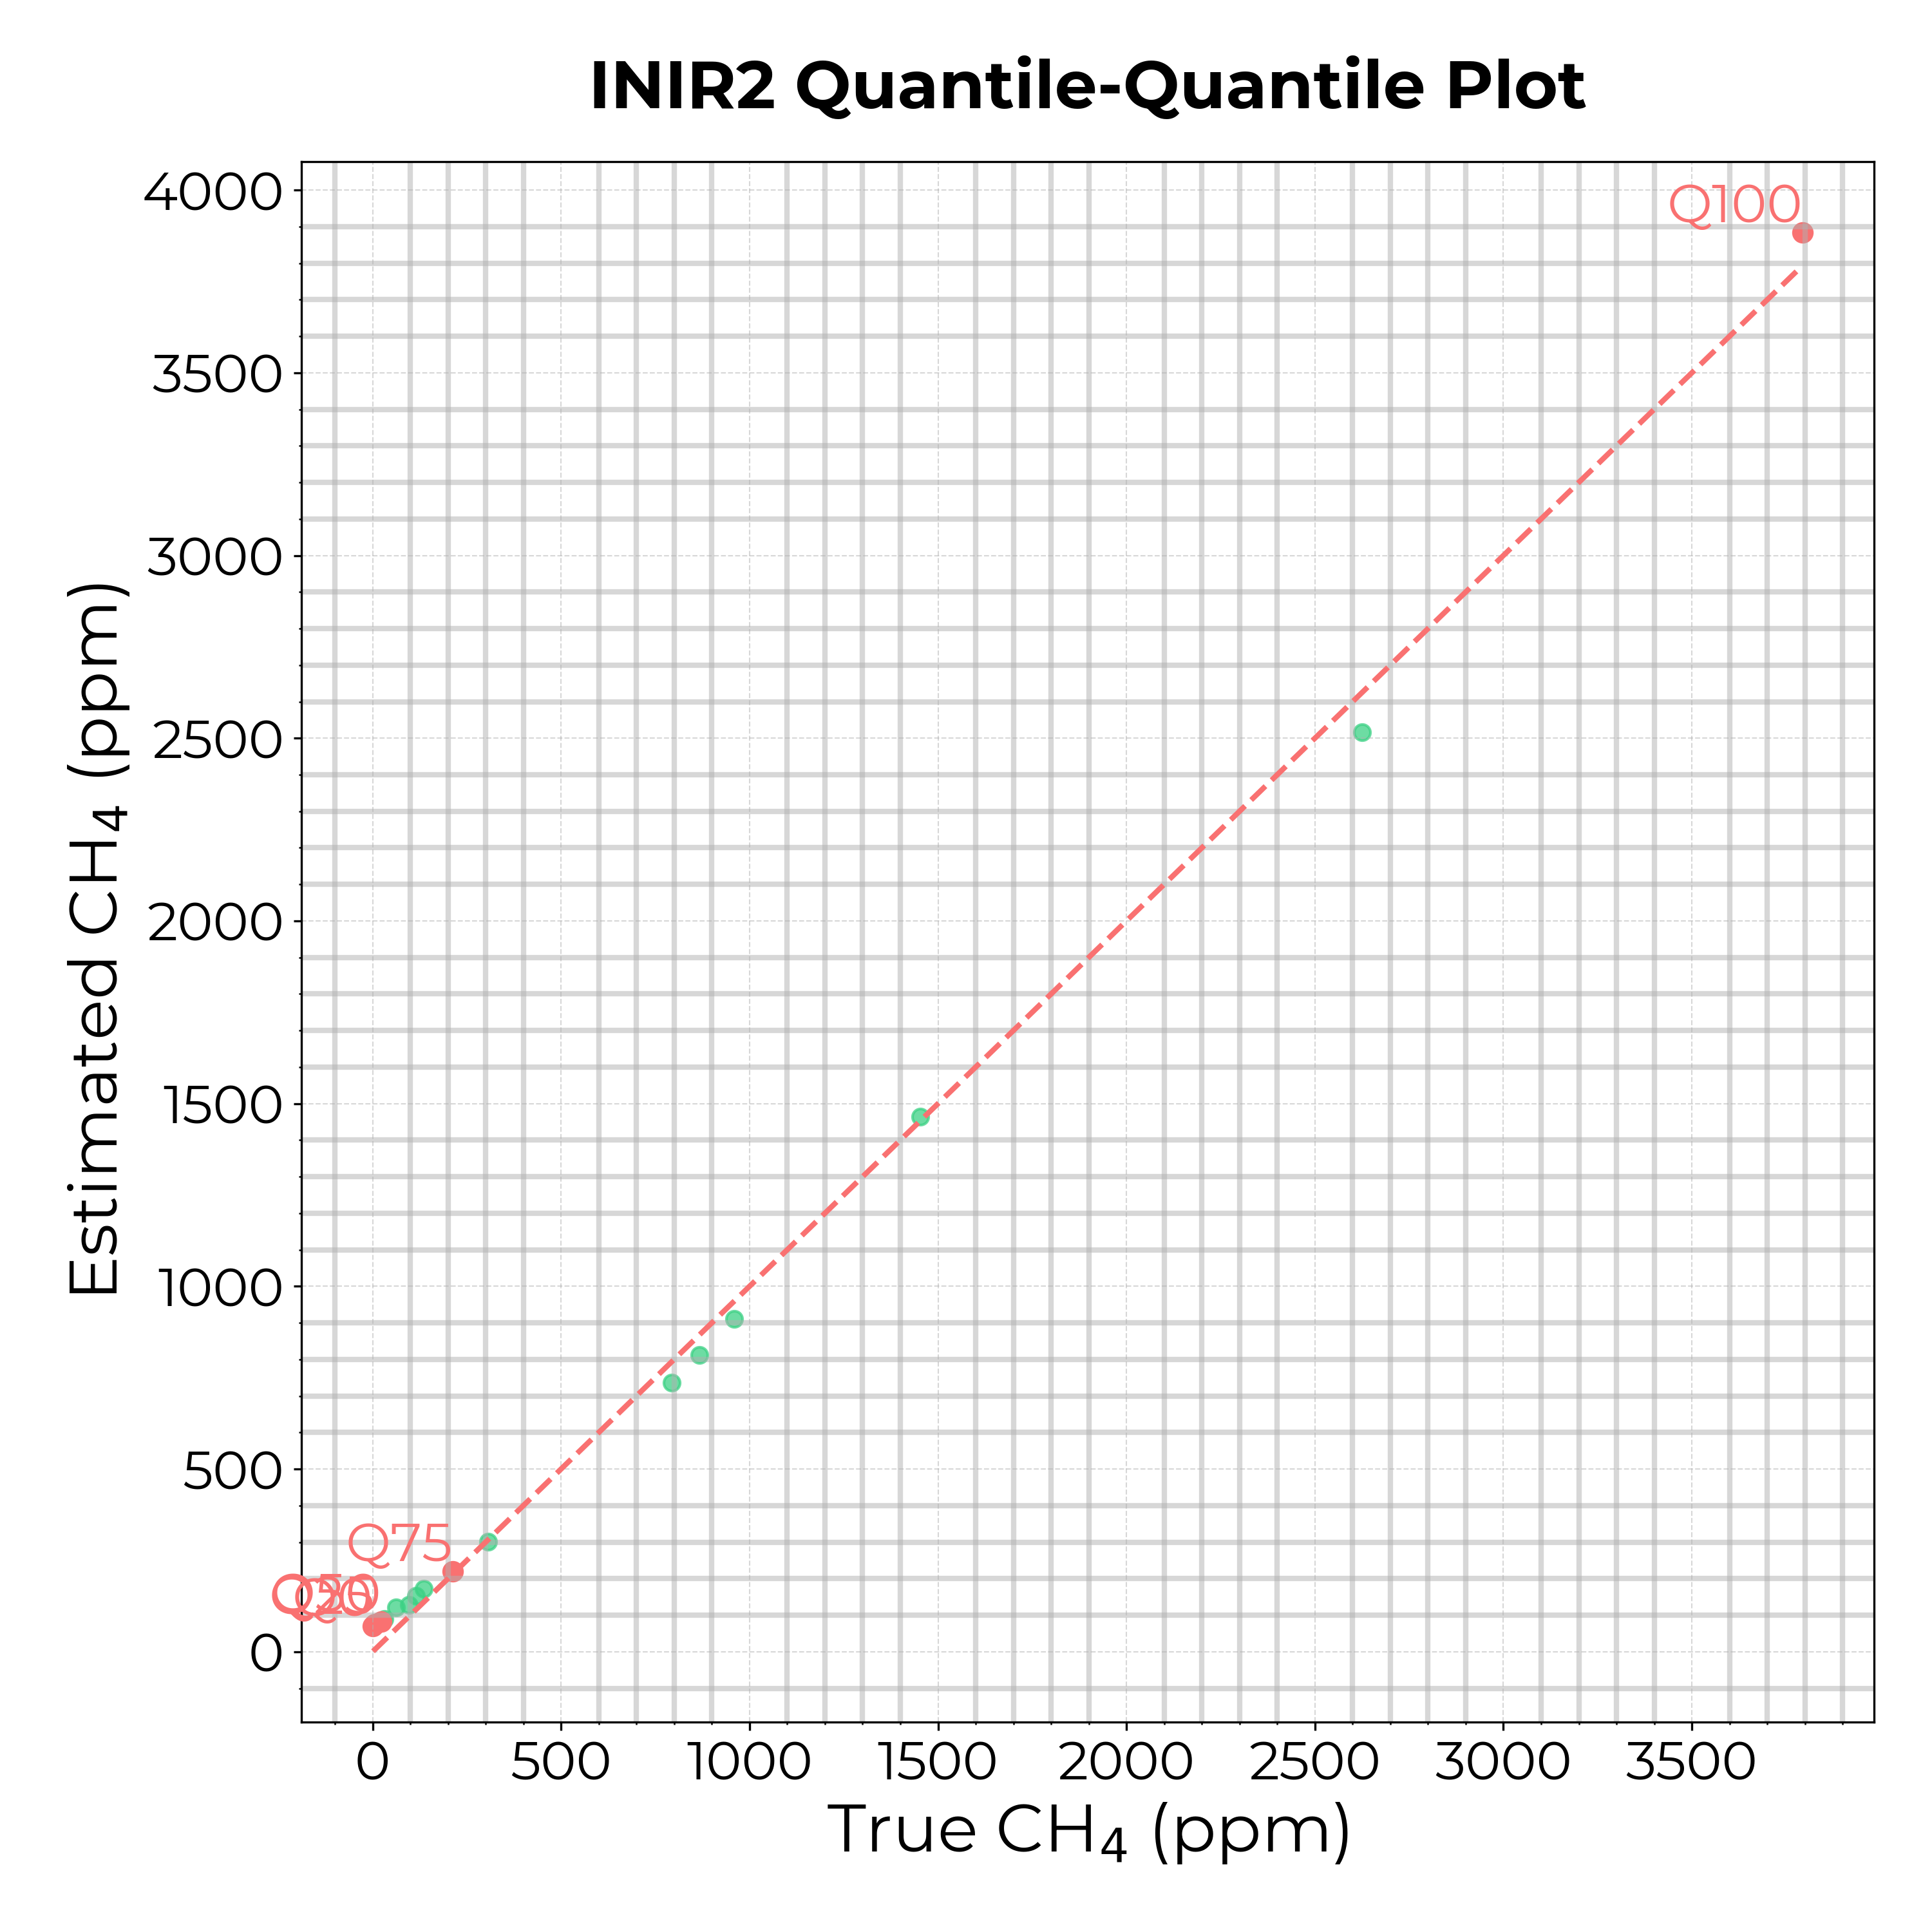 INIR2 Quantile-Quantile Plot
Estimated CH₄ (ppm)
4000
3500
3000
2500
2000
1500
1000
500
0
Q100
Q75
0 500 1000 1500 2000 2500 3000 3500
True CH₄ (ppm)